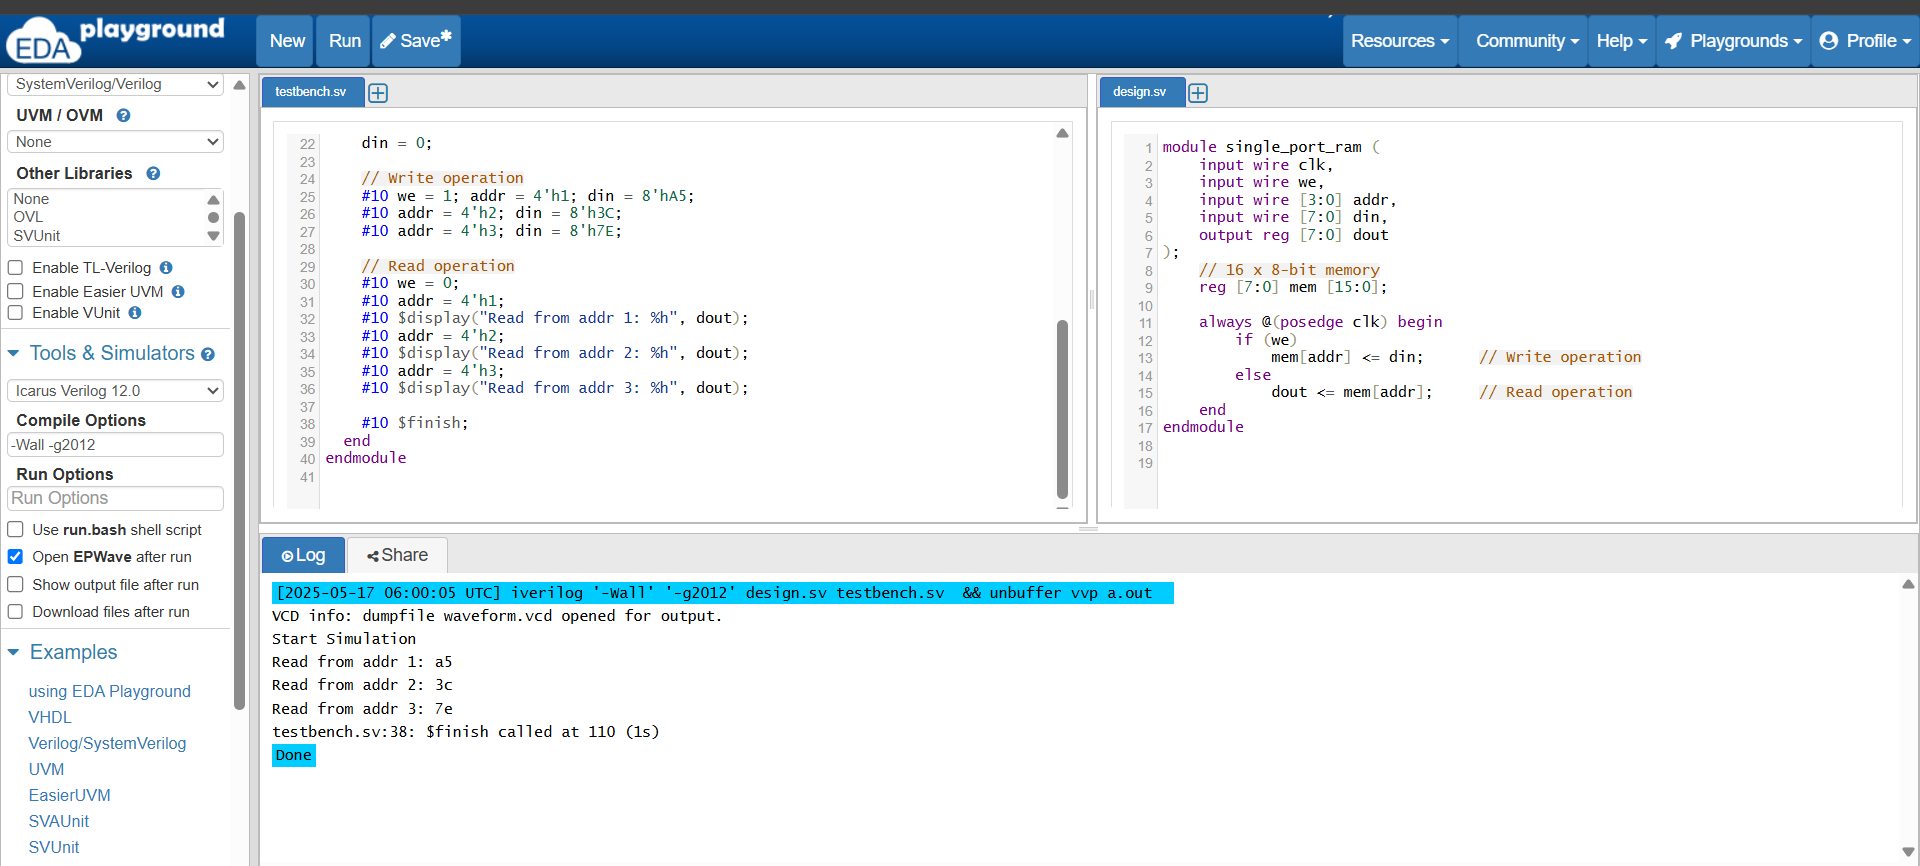 EDA playground
New
Run
Save*
Resources
Community
Help
Playgrounds
Profile
SystemVerilog/Verilog
UVM / OVM
None
Other Libraries
None
OVL
SVUnit
Enable TL-Verilog
Enable Easier UVM
Enable VUnit
Tools & Simulators
Icarus Verilog 12.0
Compile Options
-Wall -g2012
Run Options
Run Options
Use run.bash shell script
Open EPWave after run
Show output file after run
Download files after run
Examples
using EDA Playground
VHDL
Verilog/SystemVerilog
UVM
EasierUVM
SVAUnit
SVUnit
testbench.sv
22     din = 0;
23
24     // Write operation
25     #10 we = 1; addr = 4'h1; din = 8'hA5;
26     #10 addr = 4'h2; din = 8'h3C;
27     #10 addr = 4'h3; din = 8'h7E;
28
29     // Read operation
30     #10 we = 0;
31     #10 addr = 4'h1;
32     #10 $display("Read from addr 1: %h", dout);
33     #10 addr = 4'h2;
34     #10 $display("Read from addr 2: %h", dout);
35     #10 addr = 4'h3;
36     #10 $display("Read from addr 3: %h", dout);
37
38     #10 $finish;
39   end
40 endmodule
41
design.sv
1 module single_port_ram (
2     input wire clk,
3     input wire we,
4     input wire [3:0] addr,
5     input wire [7:0] din,
6     output reg [7:0] dout
7 );
8     // 16 x 8-bit memory
9     reg [7:0] mem [15:0];
10
11     always @(posedge clk) begin
12         if (we)
13             mem[addr] <= din;      // Write operation
14         else
15             dout <= mem[addr];     // Read operation
16     end
17 endmodule
18
19
Log
Share
[2025-05-17 06:00:05 UTC] iverilog '-Wall' '-g2012' design.sv testbench.sv  && unbuffer vvp a.out
VCD info: dumpfile waveform.vcd opened for output.
Start Simulation
Read from addr 1: a5
Read from addr 2: 3c
Read from addr 3: 7e
testbench.sv:38: $finish called at 110 (1s)
Done